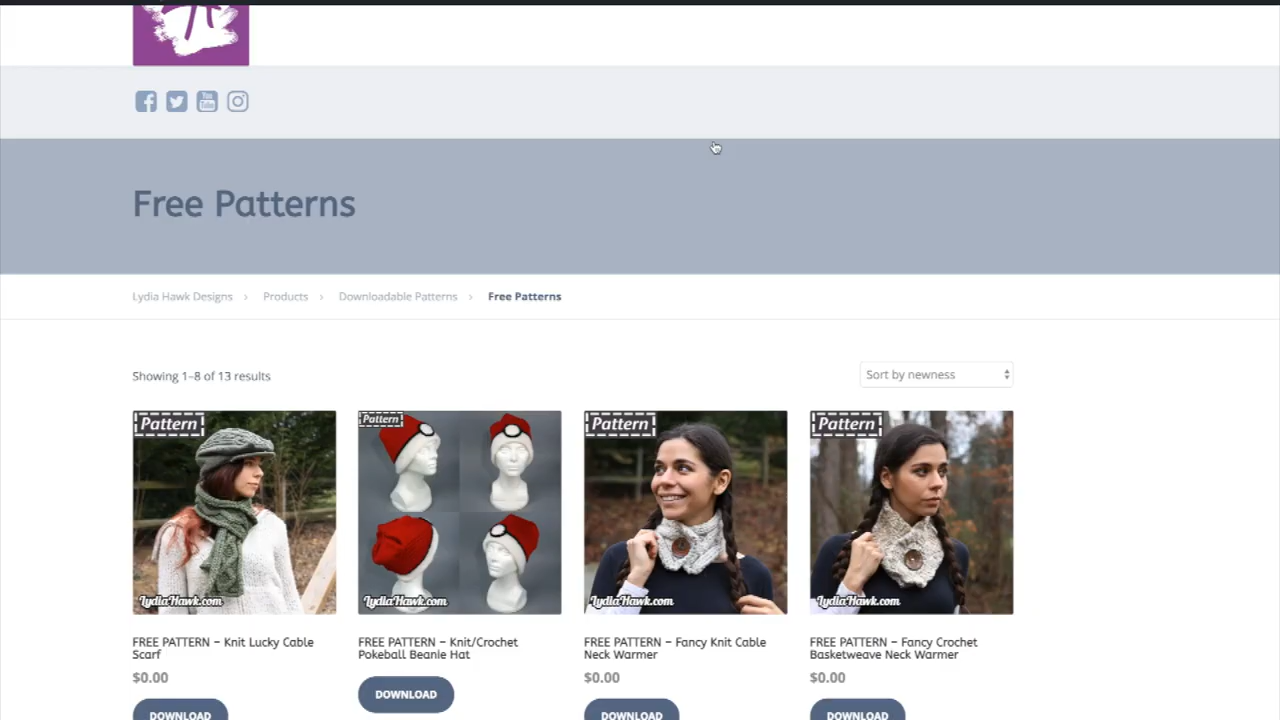 You
Tube
Free Patterns
Lydia Hawk Designs › Products › Downloadable Patterns › Free Patterns
Showing 1–8 of 13 results
Sort by newness
Pattern
LydiaHawk.com
FREE PATTERN – Knit Lucky Cable
Scarf
$0.00
DOWNLOAD
Pattern
LydiaHawk.com
FREE PATTERN – Knit/Crochet
Pokeball Beanie Hat
DOWNLOAD
Pattern
LydiaHawk.com
FREE PATTERN – Fancy Knit Cable
Neck Warmer
$0.00
DOWNLOAD
Pattern
LydiaHawk.com
FREE PATTERN – Fancy Crochet
Basketweave Neck Warmer
$0.00
DOWNLOAD